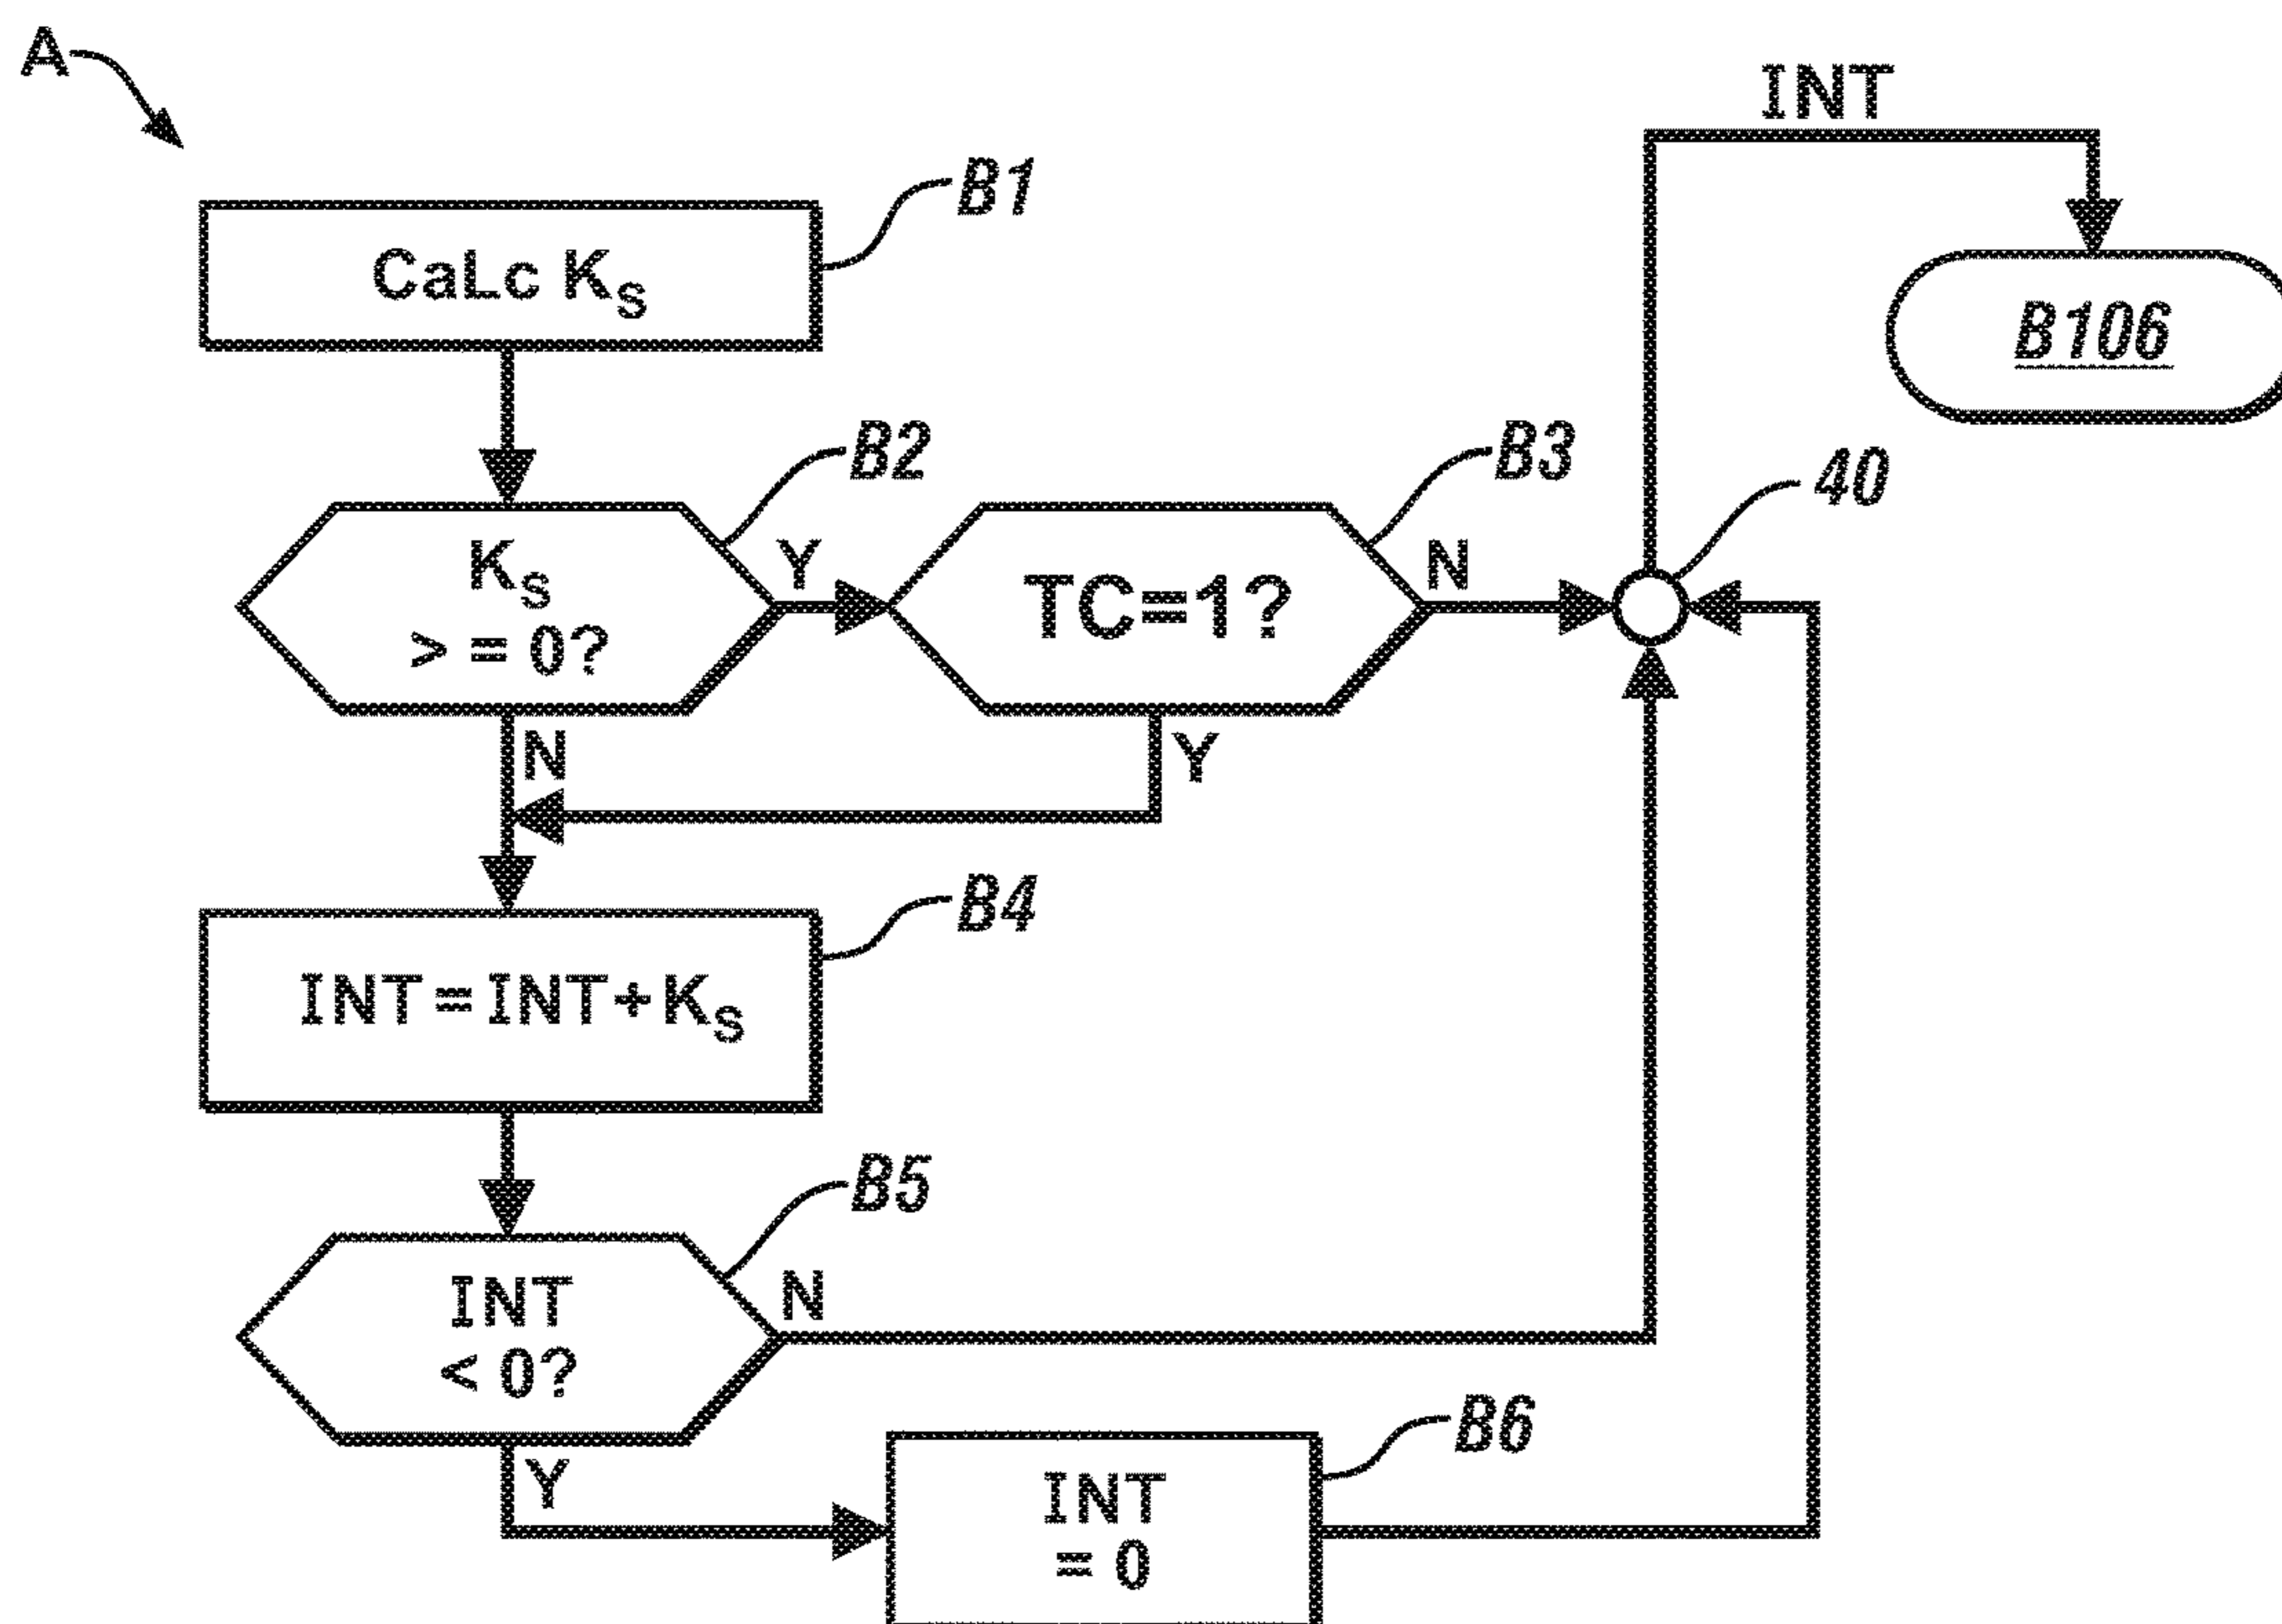 A
INT
B1
CaLc KS
B106
B2
B3
40
KS
> = 0?
Y
TC=1?
N
N
Y
B4
INT=INT+KS
B5
INT
< 0?
N
Y
B6
INT
= 0